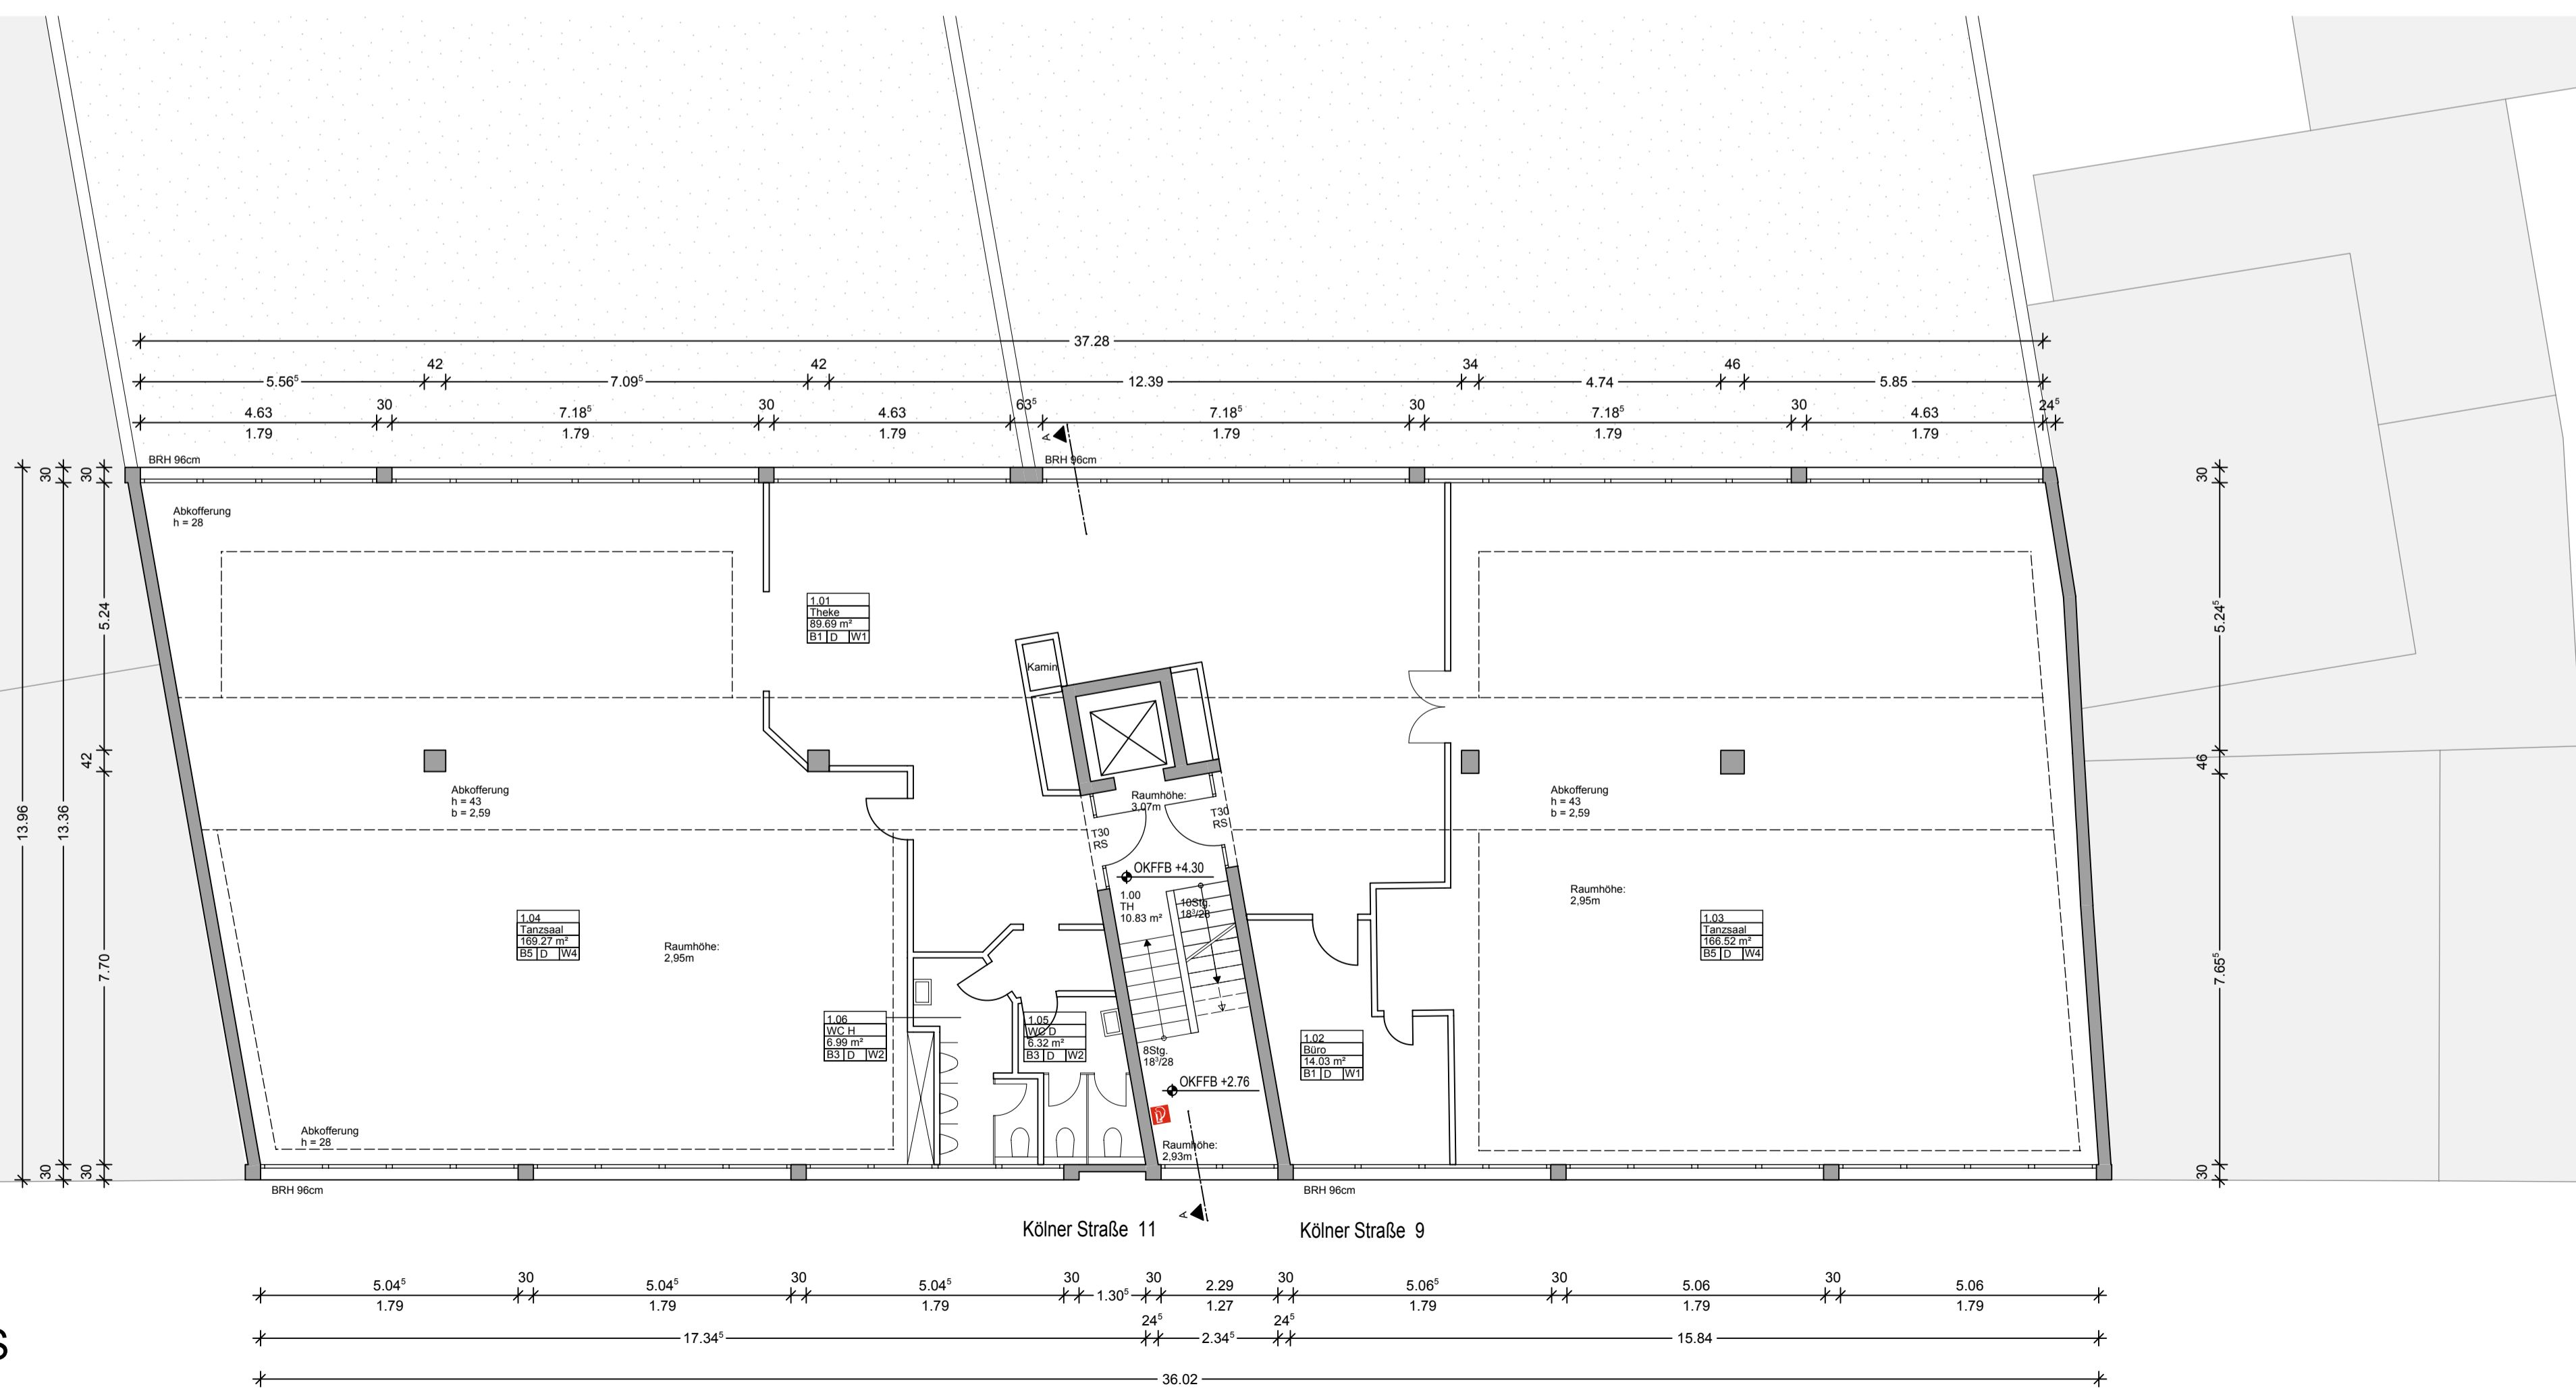 37.28
42 42 34 46
5.56⁵ 7.09⁵ 12.39 4.74 5.85
30 30 63⁵ 30 30 24⁵
4.63 7.18⁵ 4.63 7.18⁵ 7.18⁵ 4.63
1.79 1.79 1.79 1.79 1.79 1.79
A
BRH 96cm
BRH 96cm
30 30 30
30
Abkofferung
h = 28
13.96
13.36
5.24
42
7.70
30 30
5.24⁵
46
7.65⁵
30
1.01
Theke
89.69 m²
B1 D W1
Kamin
Abkofferung
h = 43
b = 2,59
Raumhöhe:
3.07m
T30
RS
T30
RS
Abkofferung
h = 43
b = 2,59
OKFFB +4.30
1.00
TH
10.83 m²
10Stg.
18³/28
Raumhöhe:
2,95m
1.04
Tanzsaal
169.27 m²
B5 D W4
Raumhöhe:
2,95m
1.03
Tanzsaal
166.52 m²
B5 D W4
1.06
WC H
6.99 m²
B3 D W2
1.05
WC D
6.32 m²
B3 D W2
8Stg.
18³/28
1.02
Büro
14.03 m²
B1 D W1
OKFFB +2.76
Abkofferung
h = 28
Raumhöhe:
2,93m
BRH 96cm
BRH 96cm
A
Kölner Straße 11
Kölner Straße 9
30 30 30 30 30 30 30
5.04⁵ 5.04⁵ 5.04⁵ 1.30⁵ 2.29 5.06⁵ 5.06 5.06
1.79 1.79 1.79 1.27 1.79 1.79 1.79
24⁵ 24⁵
17.34⁵ 2.34⁵ 15.84
36.02
S